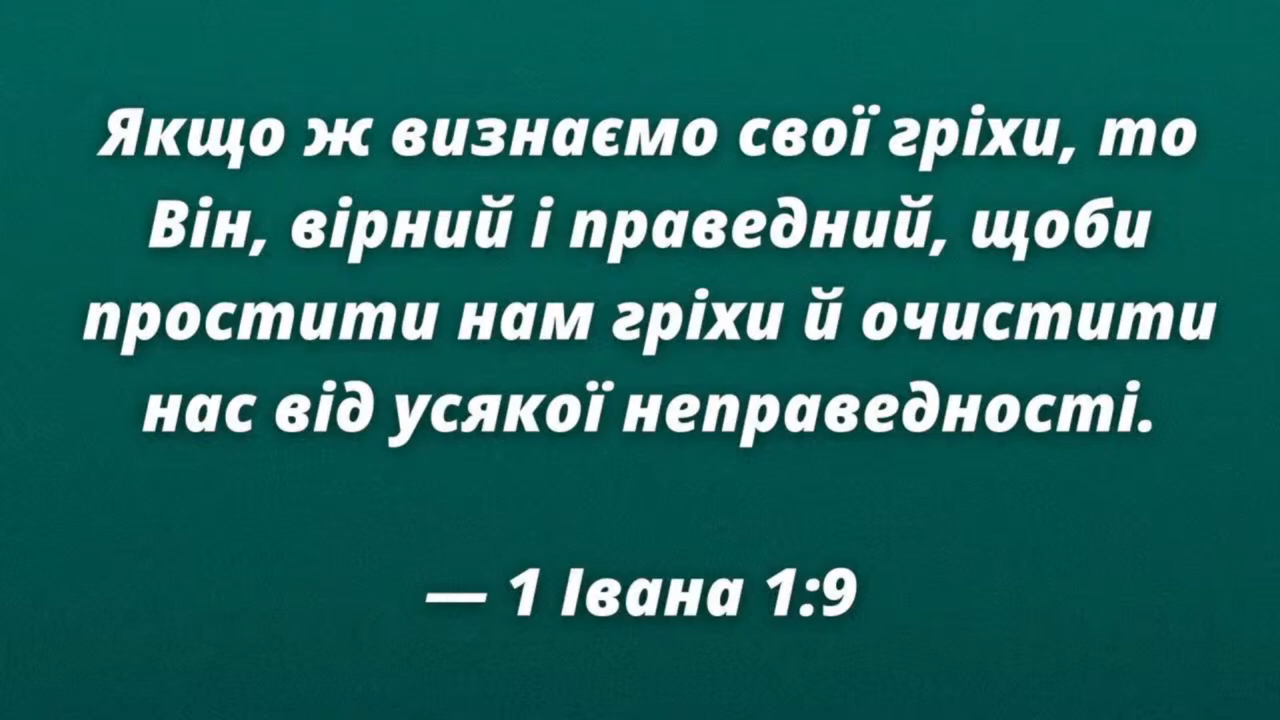 Якщо ж визнаємо свої гріхи, то
Він, вірний і праведний, щоби
простити нам гріхи й очистити
нас від усякої неправедності.
— 1 Івана 1:9